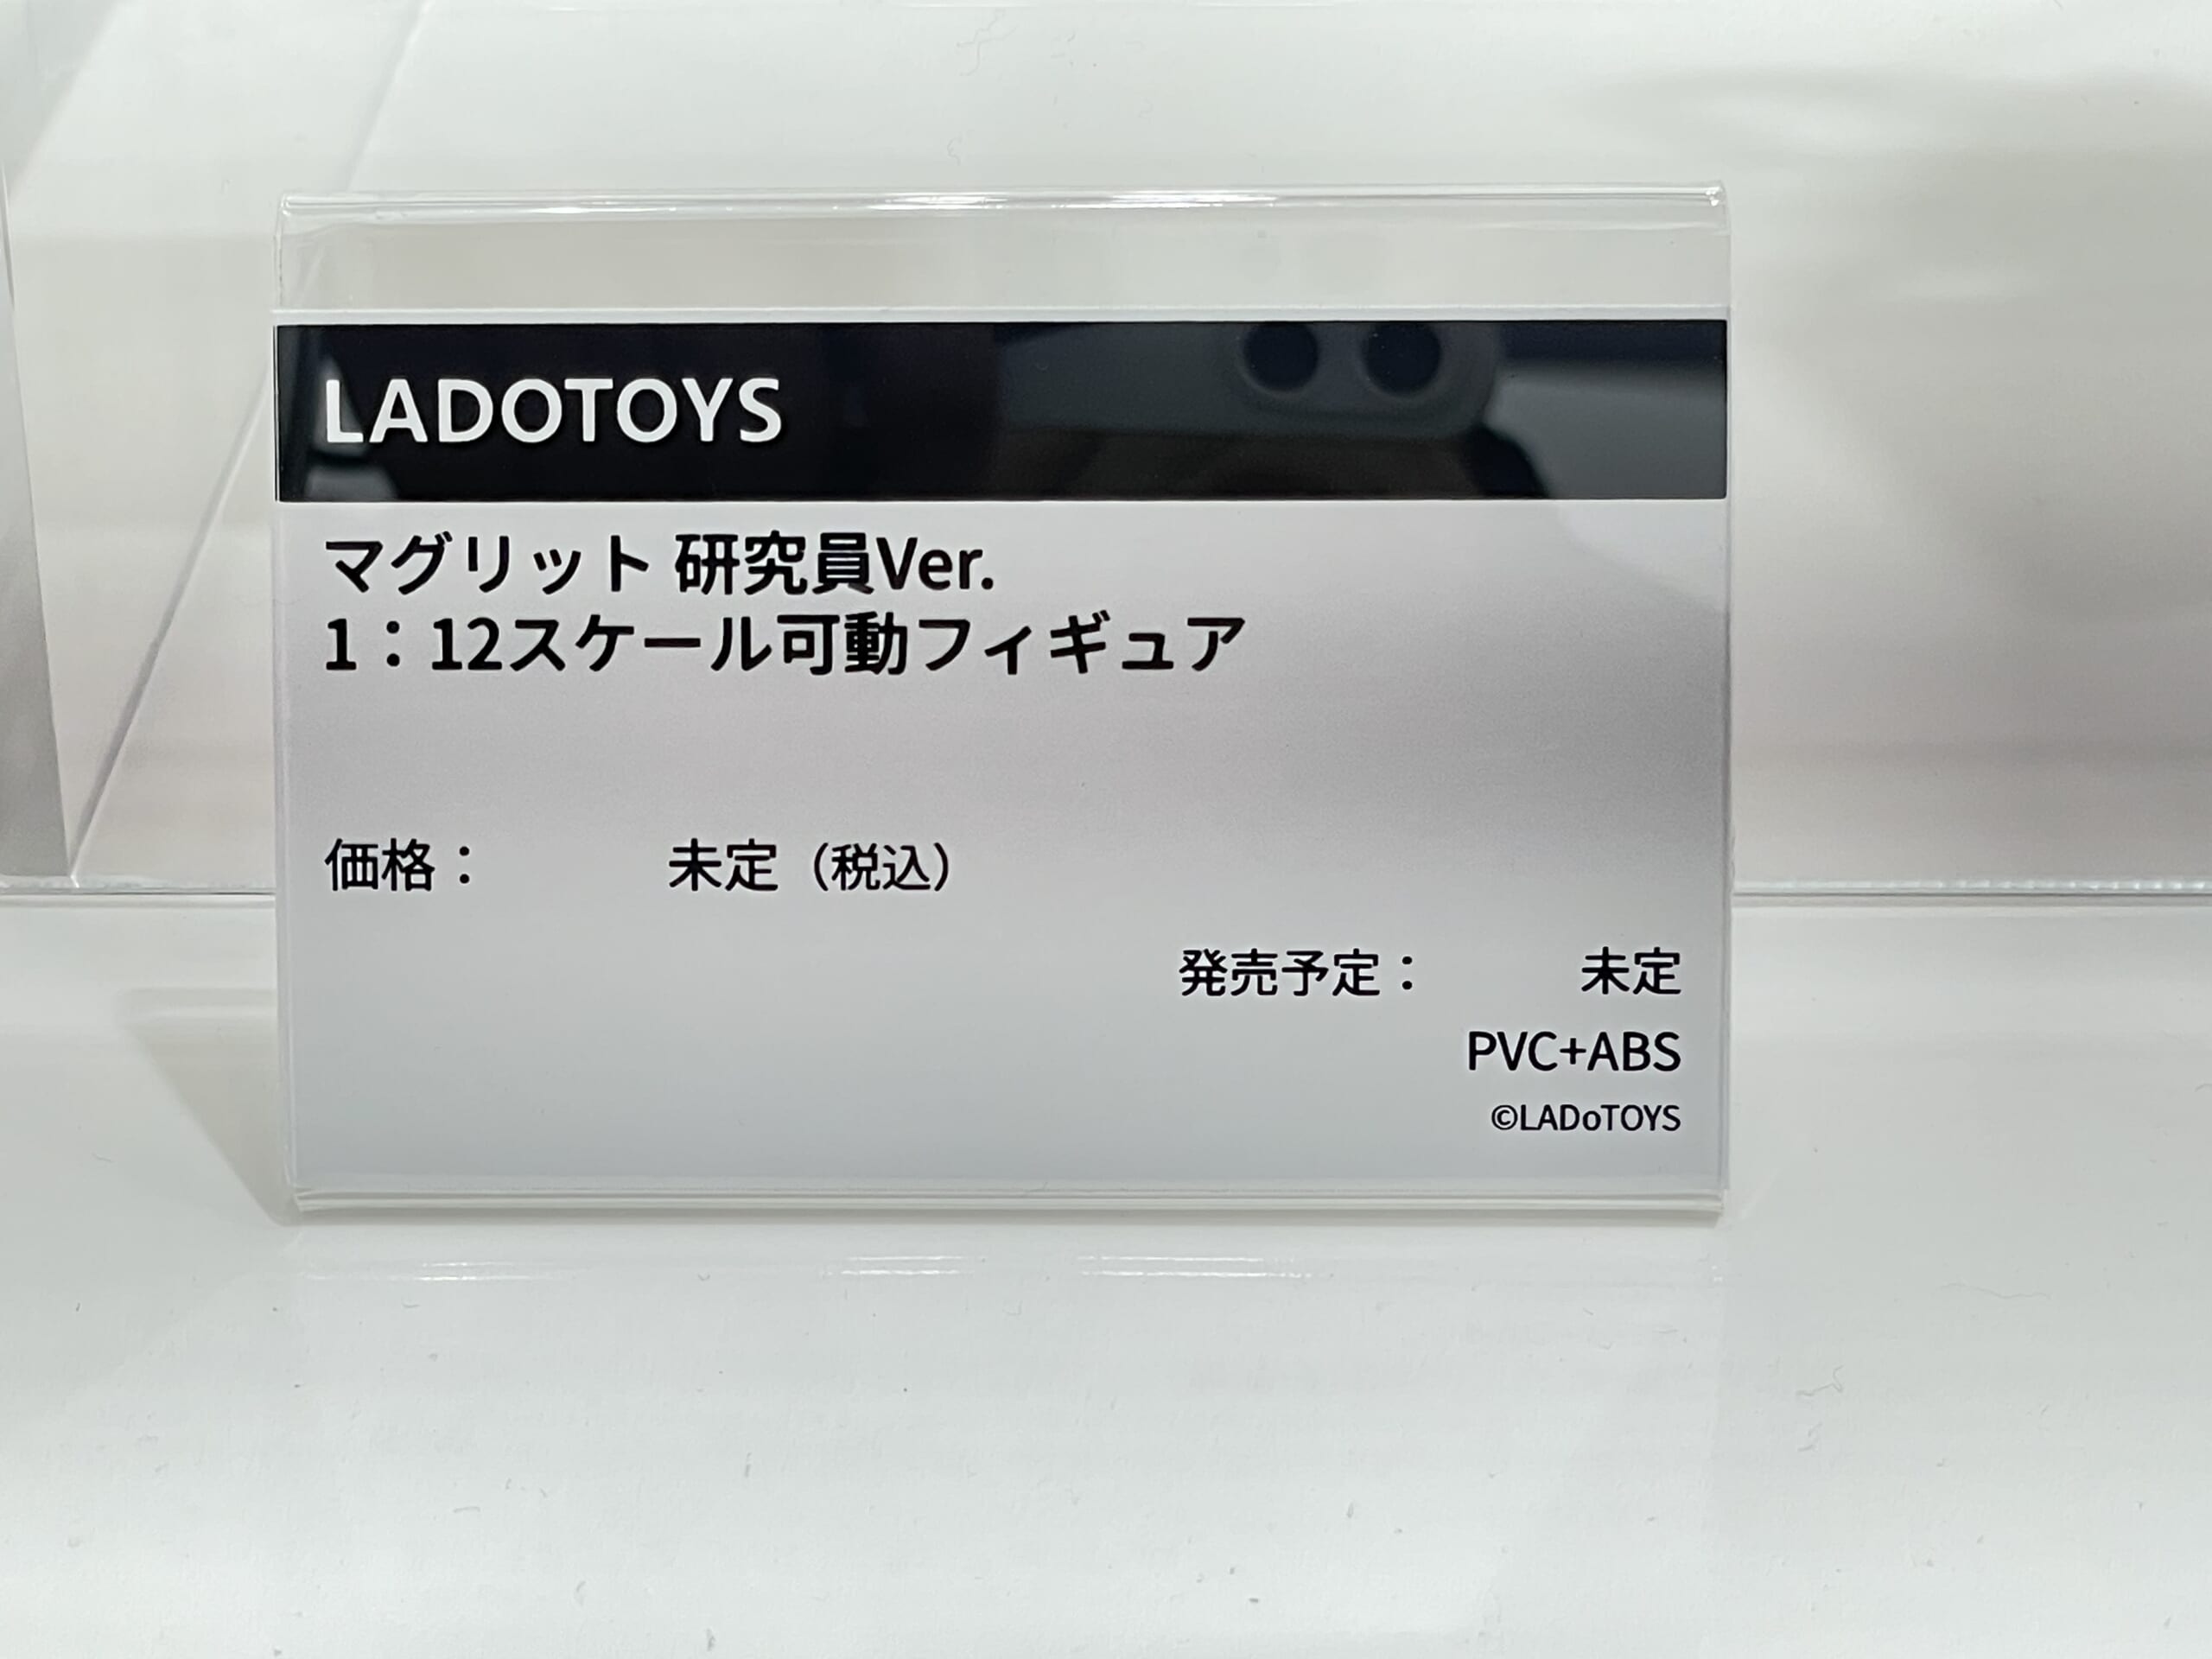 LADOTOYS
マグリット 研究員Ver.
1：12スケール可動フィギュア
価格： 未定（税込）
発売予定： 未定
PVC+ABS
©LADoTOYS